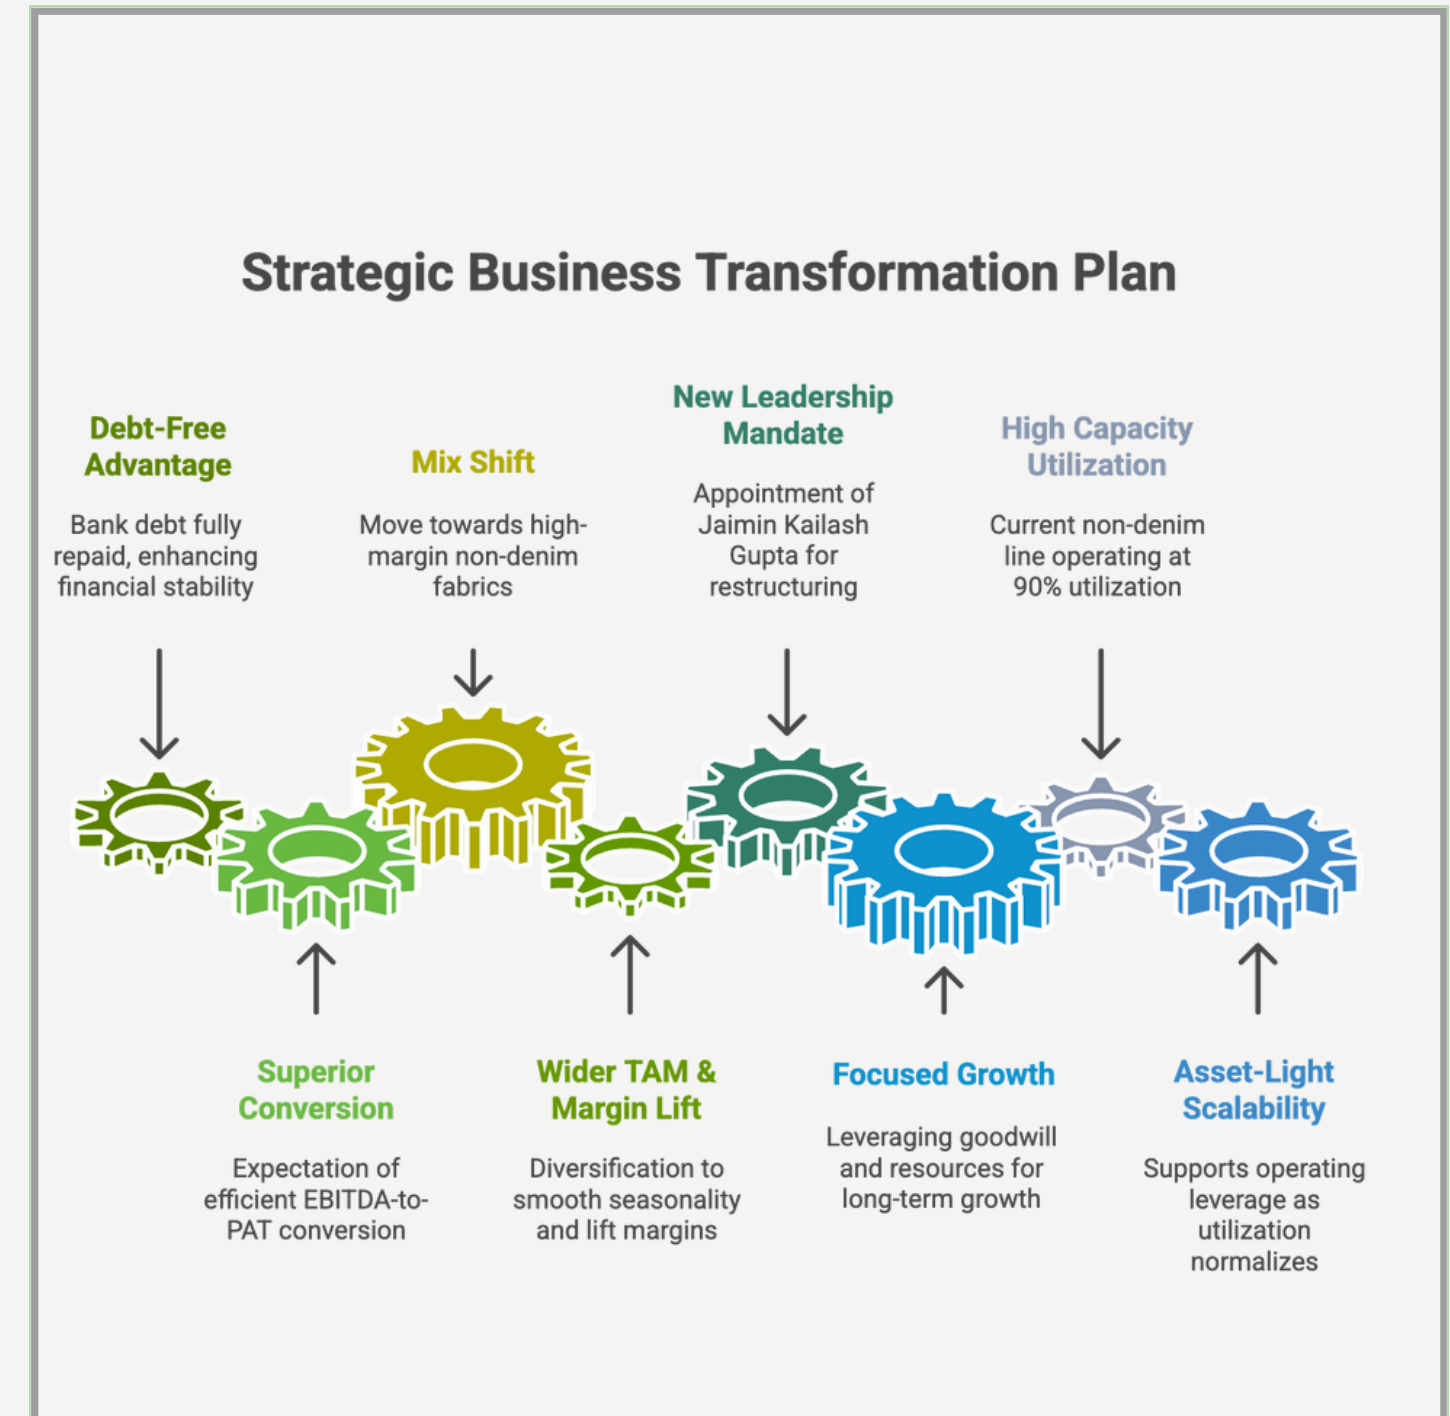 Strategic Business Transformation Plan
Debt-Free
Advantage
Bank debt fully
repaid, enhancing
financial stability
Mix Shift
Move towards high-
margin non-denim
fabrics
New Leadership
Mandate
Appointment of
Jaimin Kailash
Gupta for
restructuring
High Capacity
Utilization
Current non-denim
line operating at
90% utilization
Superior
Conversion
Expectation of
efficient EBITDA-to-
PAT conversion
Wider TAM &
Margin Lift
Diversification to
smooth seasonality
and lift margins
Focused Growth
Leveraging goodwill
and resources for
long-term growth
Asset-Light
Scalability
Supports operating
leverage as
utilization
normalizes